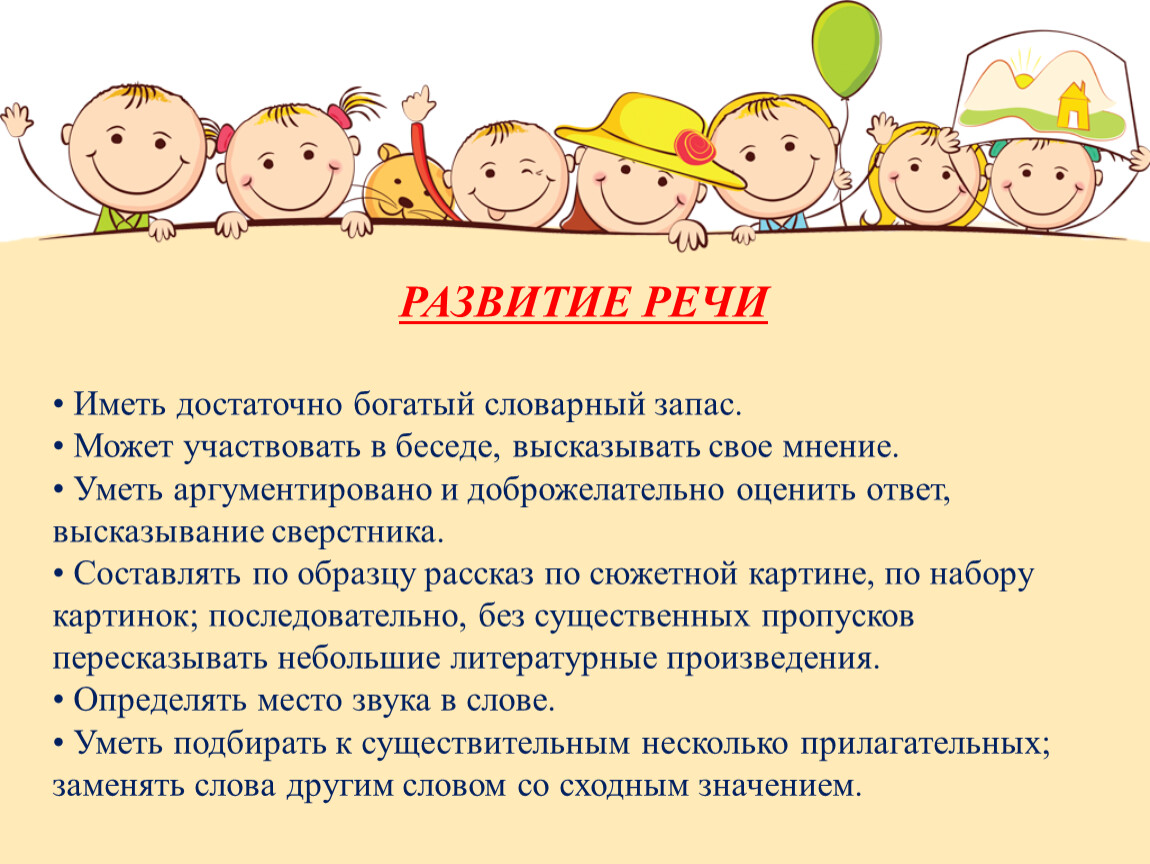 РАЗВИТИЕ РЕЧИ
• Иметь достаточно богатый словарный запас.
• Может участвовать в беседе, высказывать свое мнение.
• Уметь аргументировано и доброжелательно оценить ответ,
высказывание сверстника.
• Составлять по образцу рассказ по сюжетной картине, по набору
картинок; последовательно, без существенных пропусков
пересказывать небольшие литературные произведения.
• Определять место звука в слове.
• Уметь подбирать к существительным несколько прилагательных;
заменять слова другим словом со сходным значением.